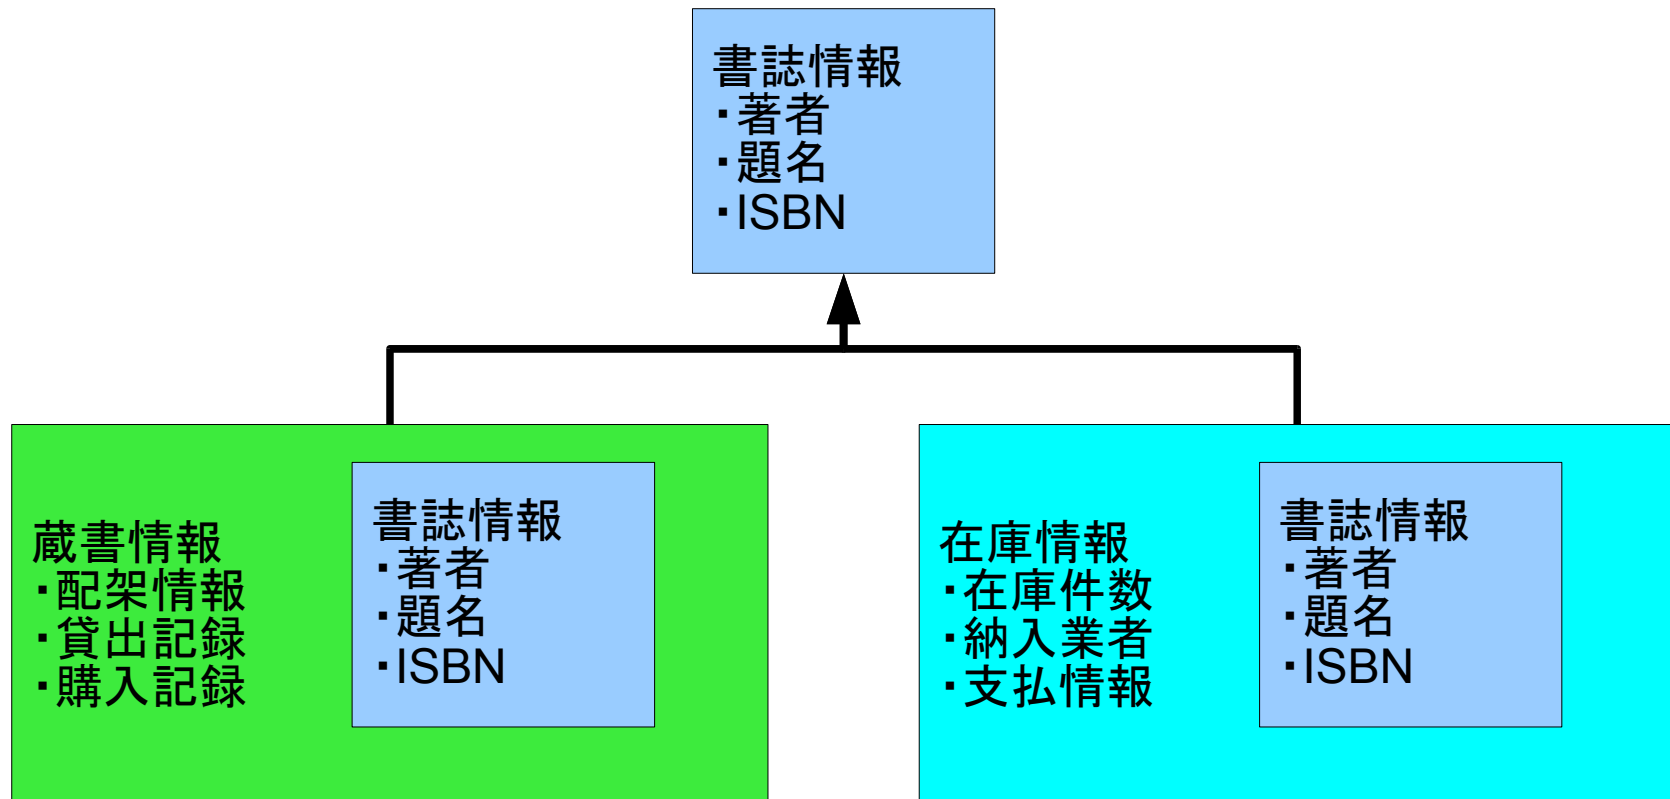 書誌情報
・著者
・題名
・ISBN
蔵書情報
・配架情報
・貸出記録
・購入記録
書誌情報
・著者
・題名
・ISBN
在庫情報
・在庫件数
・納入業者
・支払情報
書誌情報
・著者
・題名
・ISBN